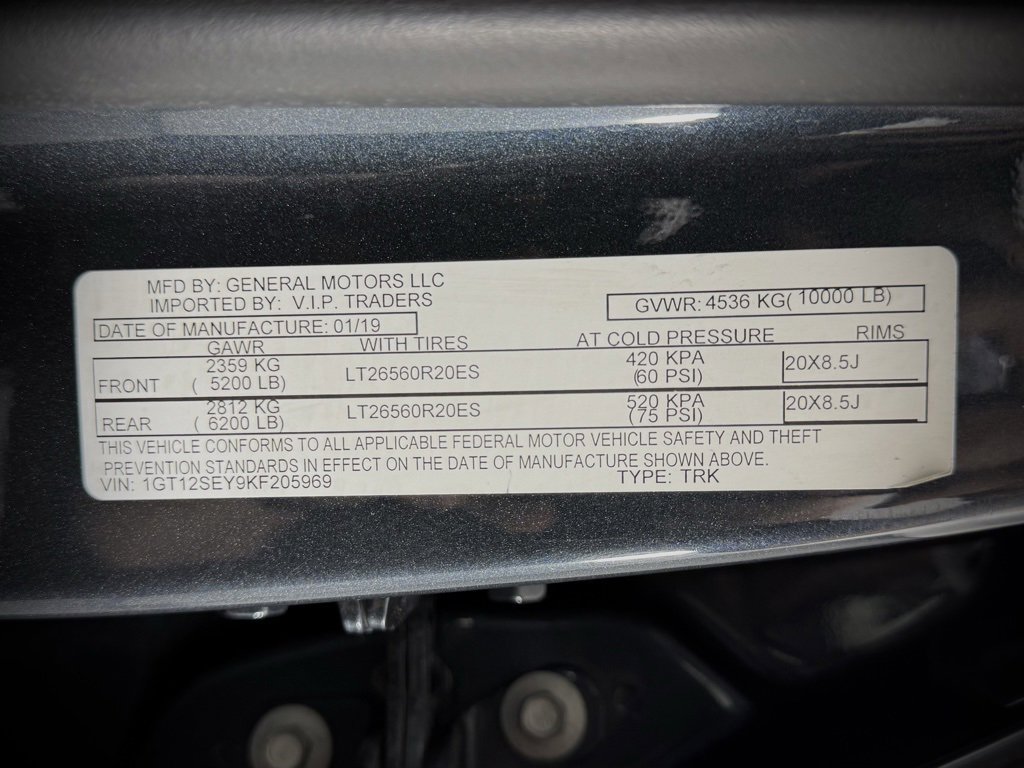 MFD BY: GENERAL MOTORS LLC
IMPORTED BY: V.I.P. TRADERS
GVWR: 4536 KG( 10000 LB)
DATE OF MANUFACTURE: 01/19
GAWR WITH TIRES AT COLD PRESSURE RIMS
FRONT 2359 KG ( 5200 LB) LT26560R20ES 420 KPA (60 PSI) 20X8.5J
REAR 2812 KG ( 6200 LB) LT26560R20ES 520 KPA (75 PSI) 20X8.5J
THIS VEHICLE CONFORMS TO ALL APPLICABLE FEDERAL MOTOR VEHICLE SAFETY AND THEFT
PREVENTION STANDARDS IN EFFECT ON THE DATE OF MANUFACTURE SHOWN ABOVE.
VIN: 1GT12SEY9KF205969 TYPE: TRK